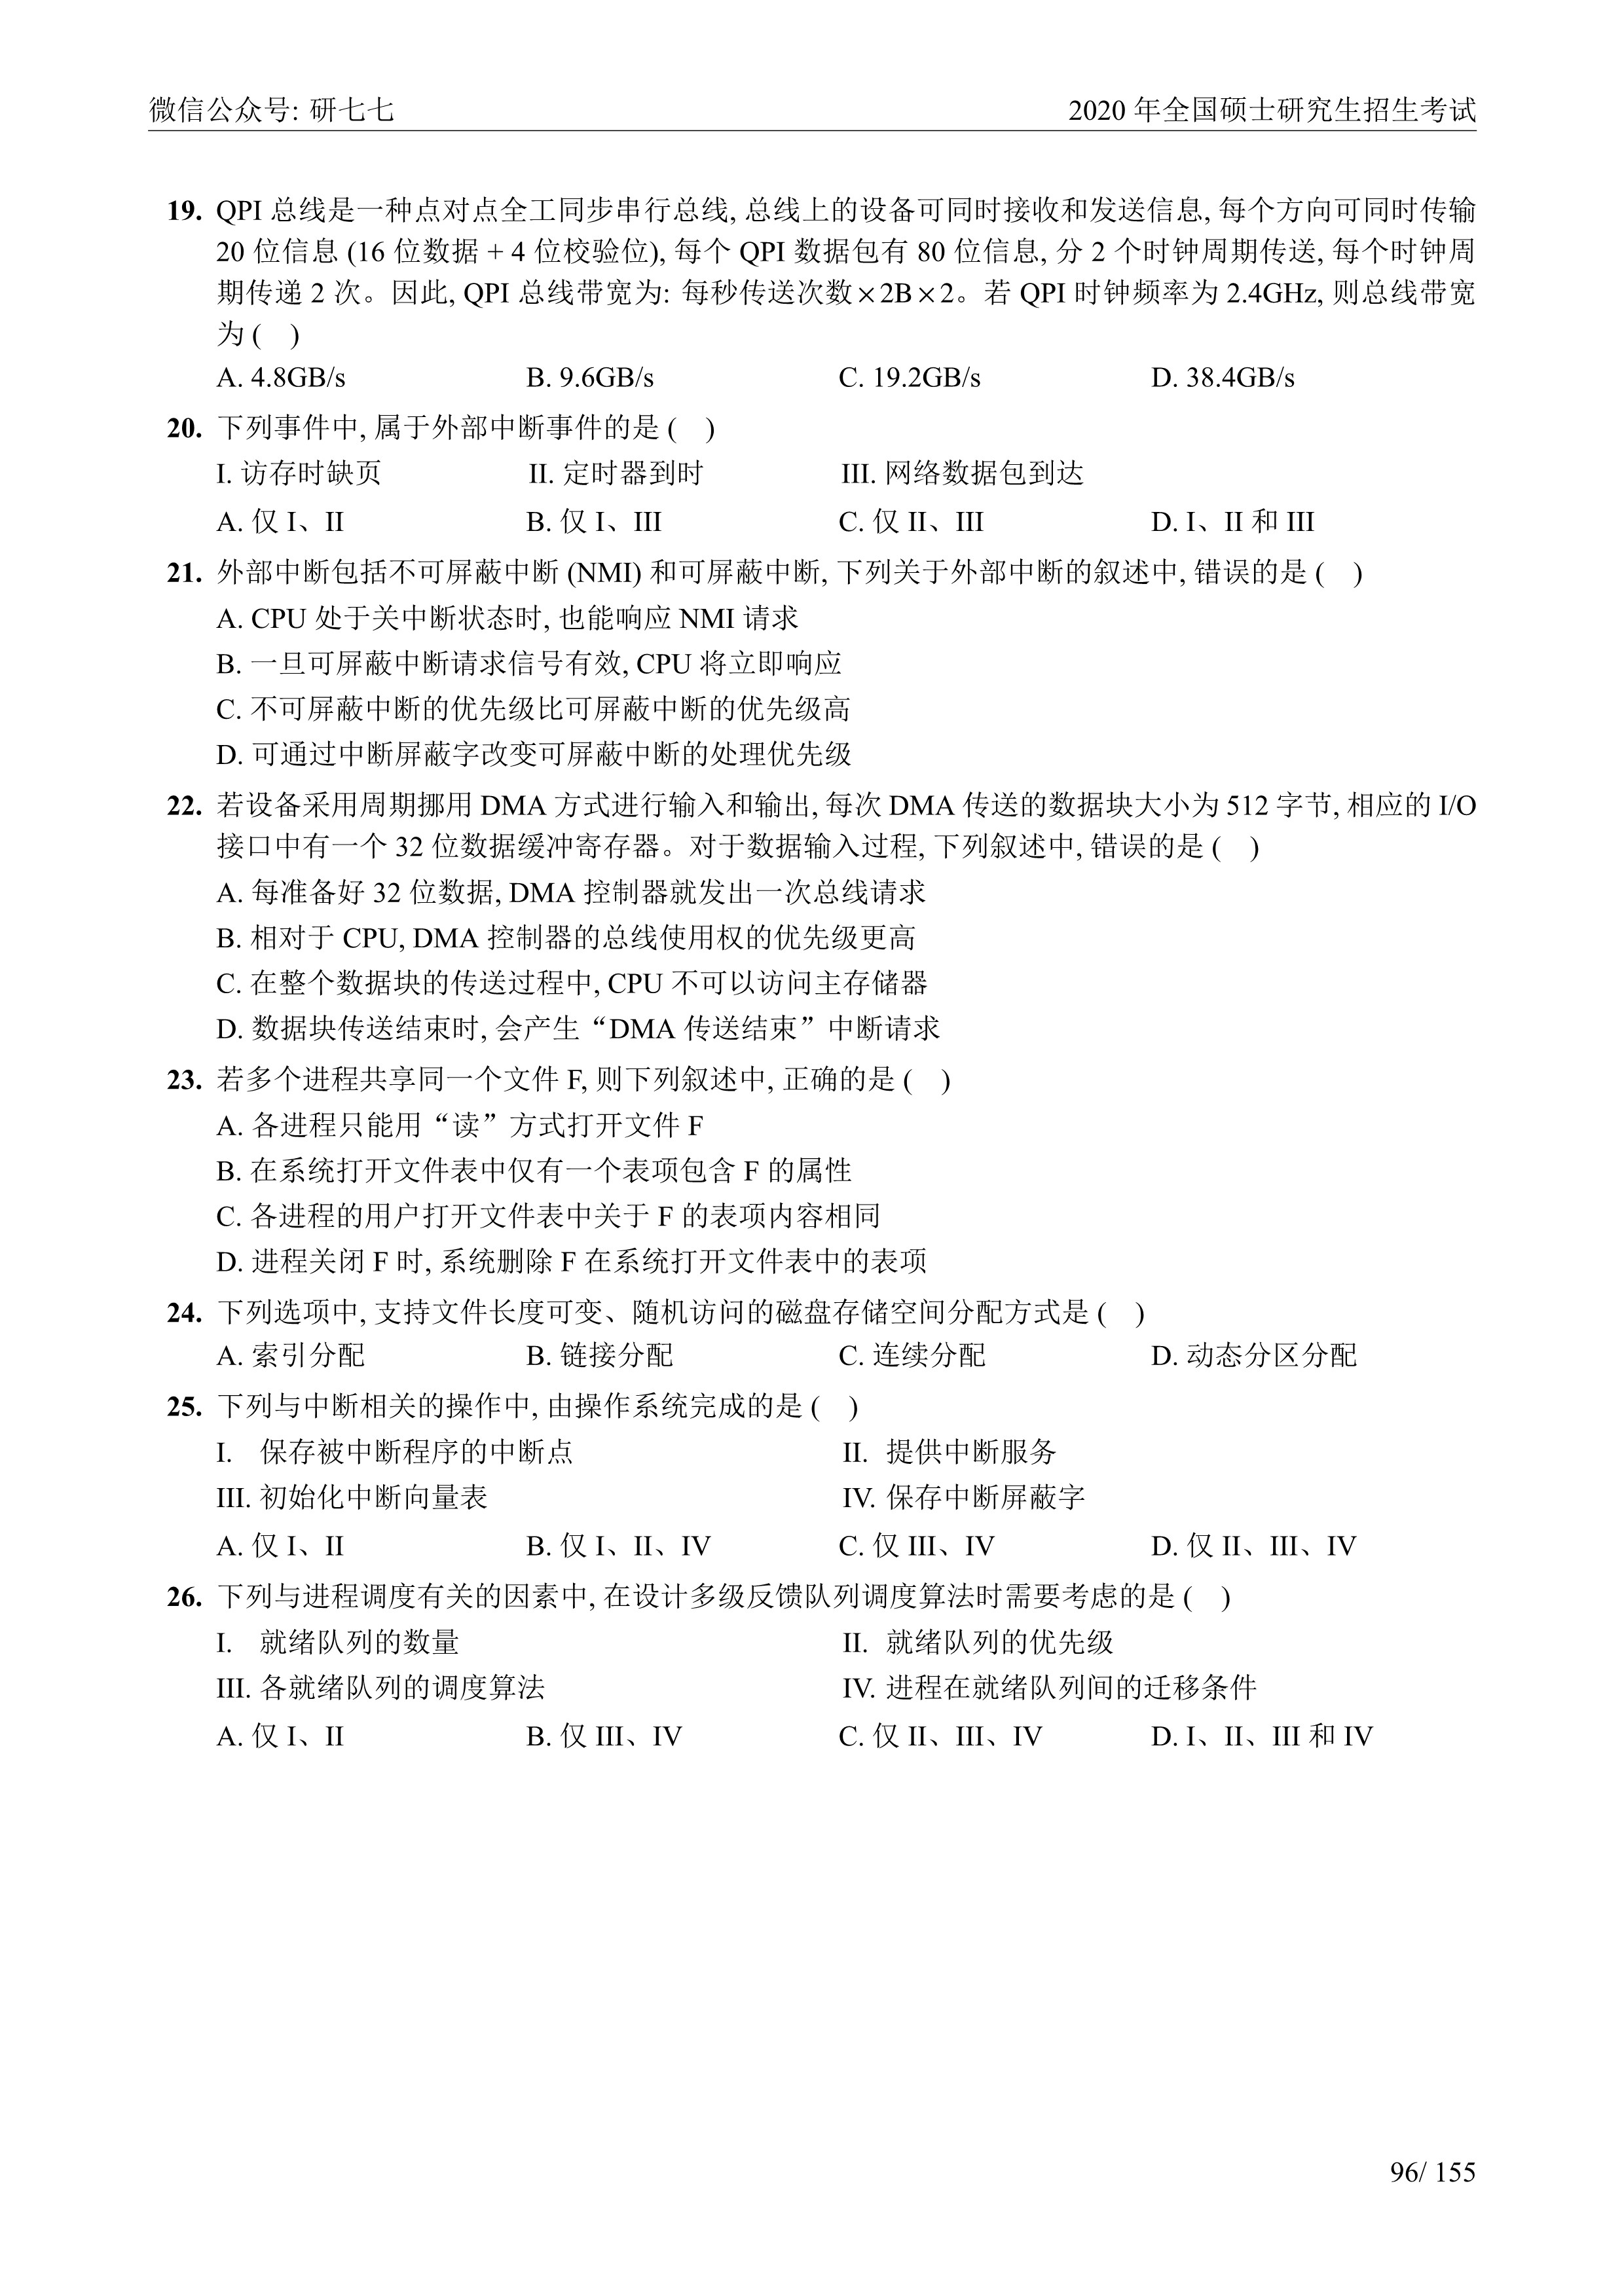 微信公众号: 研七七
2020 年全国硕士研究生招生考试
19. QPI 总线是一种点对点全工同步串行总线, 总线上的设备可同时接收和发送信息, 每个方向可同时传输
20 位信息 (16 位数据 + 4 位校验位), 每个 QPI 数据包有 80 位信息, 分 2 个时钟周期传送, 每个时钟周
期传递 2 次。因此, QPI 总线带宽为: 每秒传送次数×2B×2。若 QPI 时钟频率为 2.4GHz, 则总线带宽
为 ( )
A. 4.8GB/s B. 9.6GB/s C. 19.2GB/s D. 38.4GB/s
20. 下列事件中, 属于外部中断事件的是 ( )
I. 访存时缺页 II. 定时器到时 III. 网络数据包到达
A. 仅 I、II B. 仅 I、III C. 仅 II、III D. I、II 和 III
21. 外部中断包括不可屏蔽中断 (NMI) 和可屏蔽中断, 下列关于外部中断的叙述中, 错误的是 ( )
A. CPU 处于关中断状态时, 也能响应 NMI 请求
B. 一旦可屏蔽中断请求信号有效, CPU 将立即响应
C. 不可屏蔽中断的优先级比可屏蔽中断的优先级高
D. 可通过中断屏蔽字改变可屏蔽中断的处理优先级
22. 若设备采用周期挪用 DMA 方式进行输入和输出, 每次 DMA 传送的数据块大小为 512 字节, 相应的 I/O
接口中有一个 32 位数据缓冲寄存器。对于数据输入过程, 下列叙述中, 错误的是 ( )
A. 每准备好 32 位数据, DMA 控制器就发出一次总线请求
B. 相对于 CPU, DMA 控制器的总线使用权的优先级更高
C. 在整个数据块的传送过程中, CPU 不可以访问主存储器
D. 数据块传送结束时, 会产生“DMA 传送结束”中断请求
23. 若多个进程共享同一个文件 F, 则下列叙述中, 正确的是 ( )
A. 各进程只能用“读”方式打开文件 F
B. 在系统打开文件表中仅有一个表项包含 F 的属性
C. 各进程的用户打开文件表中关于 F 的表项内容相同
D. 进程关闭 F 时, 系统删除 F 在系统打开文件表中的表项
24. 下列选项中, 支持文件长度可变、随机访问的磁盘存储空间分配方式是 ( )
A. 索引分配 B. 链接分配 C. 连续分配 D. 动态分区分配
25. 下列与中断相关的操作中, 由操作系统完成的是 ( )
I. 保存被中断程序的中断点 II. 提供中断服务
III. 初始化中断向量表 IV. 保存中断屏蔽字
A. 仅 I、II B. 仅 I、II、IV C. 仅 III、IV D. 仅 II、III、IV
26. 下列与进程调度有关的因素中, 在设计多级反馈队列调度算法时需要考虑的是 ( )
I. 就绪队列的数量 II. 就绪队列的优先级
III. 各就绪队列的调度算法 IV. 进程在就绪队列间的迁移条件
A. 仅 I、II B. 仅 III、IV C. 仅 II、III、IV D. I、II、III 和 IV
96/ 155